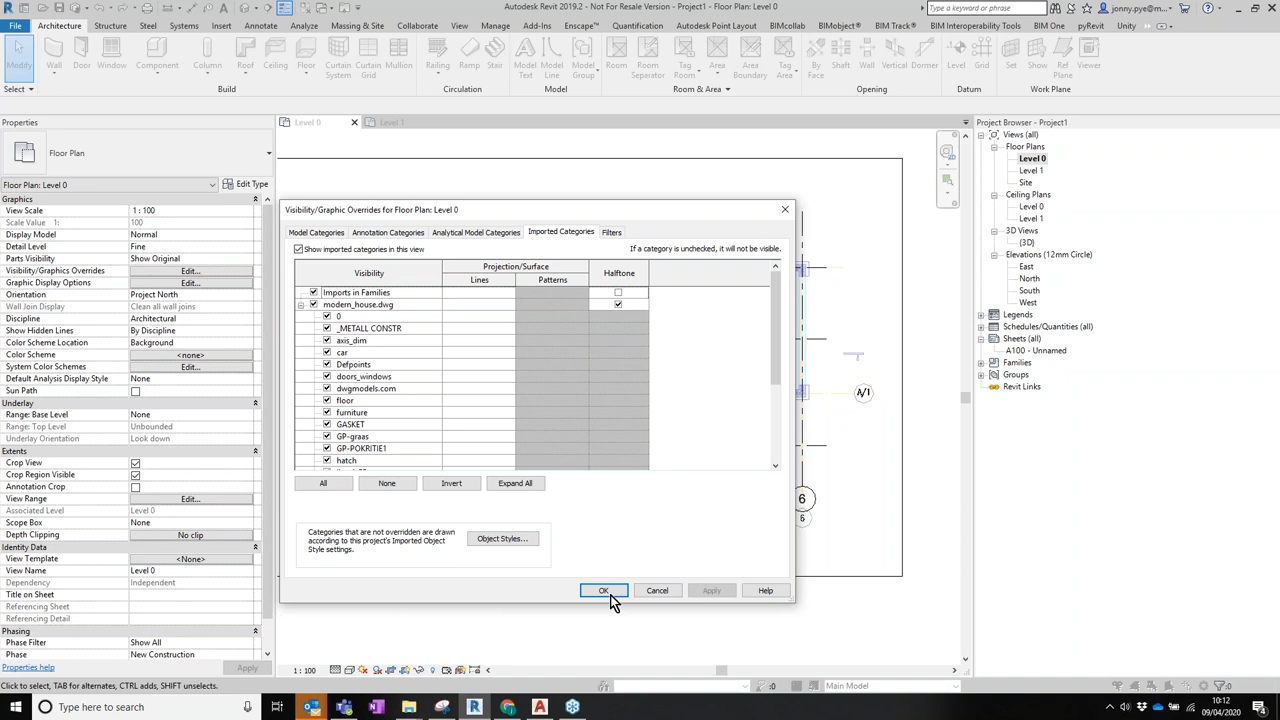 Autodesk Revit 2019.2 - Not For Resale Version - Project1 - Floor Plan: Level 0
Type a keyword or phrase
jonny.pye@m...
File Architecture Structure Steel Systems Insert Annotate Analyze Massing & Site Collaborate View Manage Add-Ins Enscape™ Quantification Autodesk Point Layout BIMcollab BIMobject® BIM Track® BIM Interoperability Tools BIM One pyRevit Unity
Modify Wall Door Window Component Column Roof Ceiling Floor Curtain System Curtain Grid Mullion Railing Ramp Stair Model Text Model Line Model Group Room Room Separator Tag Room Area Area Boundary Tag Area By Face Shaft Wall Vertical Dormer Level Grid Set Show Ref Plane Viewer
Select Build Circulation Model Room & Area Opening Datum Work Plane
Properties
Floor Plan
Floor Plan: Level 0 Edit Type
Graphics
View Scale 1 : 100
Scale Value 1: 100
Display Model Normal
Detail Level Fine
Parts Visibility Show Original
Visibility/Graphics Overrides Edit...
Graphic Display Options Edit...
Orientation Project North
Wall Join Display Clean all wall joins
Discipline Architectural
Show Hidden Lines By Discipline
Color Scheme Location Background
Color Scheme <none>
System Color Schemes Edit...
Default Analysis Display Style None
Sun Path
Underlay
Range: Base Level None
Range: Top Level Unbounded
Underlay Orientation Look down
Extents
Crop View
Crop Region Visible
Annotation Crop
View Range Edit...
Associated Level Level 0
Scope Box None
Depth Clipping No clip
Identity Data
View Template <None>
View Name Level 0
Dependency Independent
Title on Sheet
Referencing Sheet
Referencing Detail
Phasing
Phase Filter Show All
Phase New Construction
Properties help Apply
Level 0 Level 1
Visibility/Graphic Overrides for Floor Plan: Level 0
Model Categories Annotation Categories Analytical Model Categories Imported Categories Filters
Show imported categories in this view If a category is unchecked, it will not be visible.
Visibility Projection/Surface Halftone
Lines Patterns
Imports in Families
modern_house.dwg
0
_METALL CONSTR
axis_dim
car
Defpoints
doors_windows
dwgmodels.com
floor
furniture
GASKET
GP-graas
GP-POKRITIE1
hatch
All None Invert Expand All
Categories that are not overridden are drawn
according to this project's Imported Object
Style settings.
Object Styles...
OK Cancel Apply Help
A/1
6
6
Project Browser - Project1
Views (all)
Floor Plans
Level 0
Level 1
Site
Ceiling Plans
Level 0
Level 1
3D Views
{3D}
Elevations (12mm Circle)
East
North
South
West
Legends
Schedules/Quantities (all)
Sheets (all)
A100 - Unnamed
Families
Groups
Revit Links
1 : 100
Click to select, TAB for alternates, CTRL adds, SHIFT unselects.
:0 Main Model :0
Type here to search
10:12
09/04/2020